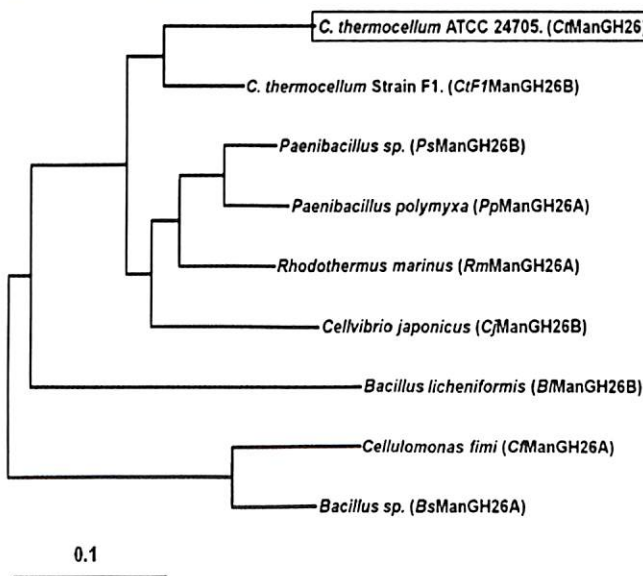 C. thermocellum ATCC 24705. (CtManGH26
C. thermocellum Strain F1. (CtF1ManGH26B)
Paenibacillus sp. (PsManGH26B)
Paenibacillus polymyxa (PpManGH26A)
Rhodothermus marinus (RmManGH26A)
Cellvibrio japonicus (CjManGH26B)
Bacillus licheniformis (BlManGH26B)
Cellulomonas fimi (CfManGH26A)
Bacillus sp. (BsManGH26A)
0.1